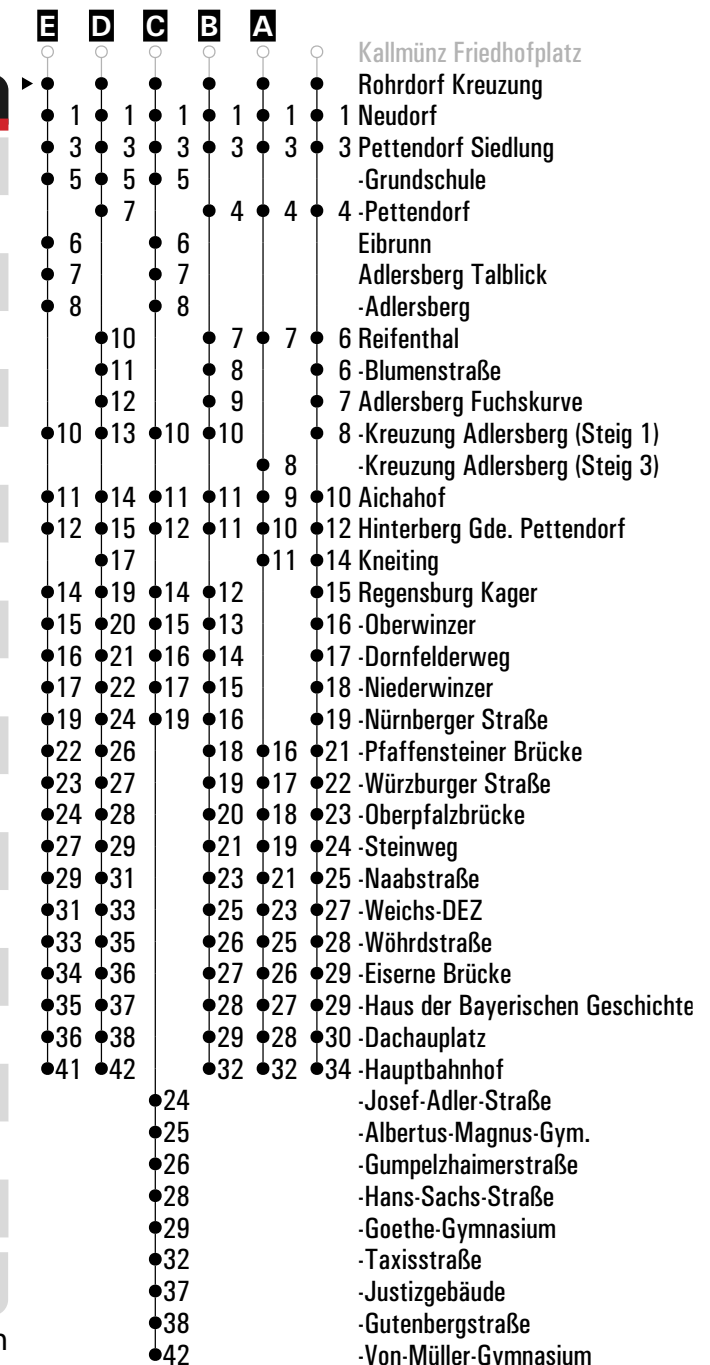 E D C B A
Kallmünz Friedhofplatz
Rohrdorf Kreuzung
1 1 1 1 1 1 Neudorf
3 3 3 3 3 3 Pettendorf Siedlung
5 5 5 -Grundschule
7 4 4 4 -Pettendorf
6 6 Eibrunn
7 7 Adlersberg Talblick
8 8 -Adlersberg
10 7 7 6 Reifenthal
11 8 6 -Blumenstraße
12 9 7 Adlersberg Fuchskurve
10 13 10 10 8 -Kreuzung Adlersberg (Steig 1)
8 -Kreuzung Adlersberg (Steig 3)
11 14 11 11 9 10 Aichahof
12 15 12 11 10 12 Hinterberg Gde. Pettendorf
17 11 14 Kneiting
14 19 14 12 15 Regensburg Kager
15 20 15 13 16 -Oberwinzer
16 21 16 14 17 -Dornfelderweg
17 22 17 15 18 -Niederwinzer
19 24 19 16 19 -Nürnberger Straße
22 26 18 16 21 -Pfaffensteiner Brücke
23 27 19 17 22 -Würzburger Straße
24 28 20 18 23 -Oberpfalzbrücke
27 29 21 19 24 -Steinweg
29 31 23 21 25 -Naabstraße
31 33 25 23 27 -Weichs-DEZ
33 35 26 25 28 -Wöhrdstraße
34 36 27 26 29 -Eiserne Brücke
35 37 28 27 29 -Haus der Bayerischen Geschichte
36 38 29 28 30 -Dachauplatz
41 42 32 32 34 -Hauptbahnhof
24 -Josef-Adler-Straße
25 -Albertus-Magnus-Gym.
26 -Gumpelzhaimerstraße
28 -Hans-Sachs-Straße
29 -Goethe-Gymnasium
32 -Taxisstraße
37 -Justizgebäude
38 -Gutenbergstraße
42 -Von-Müller-Gymnasium